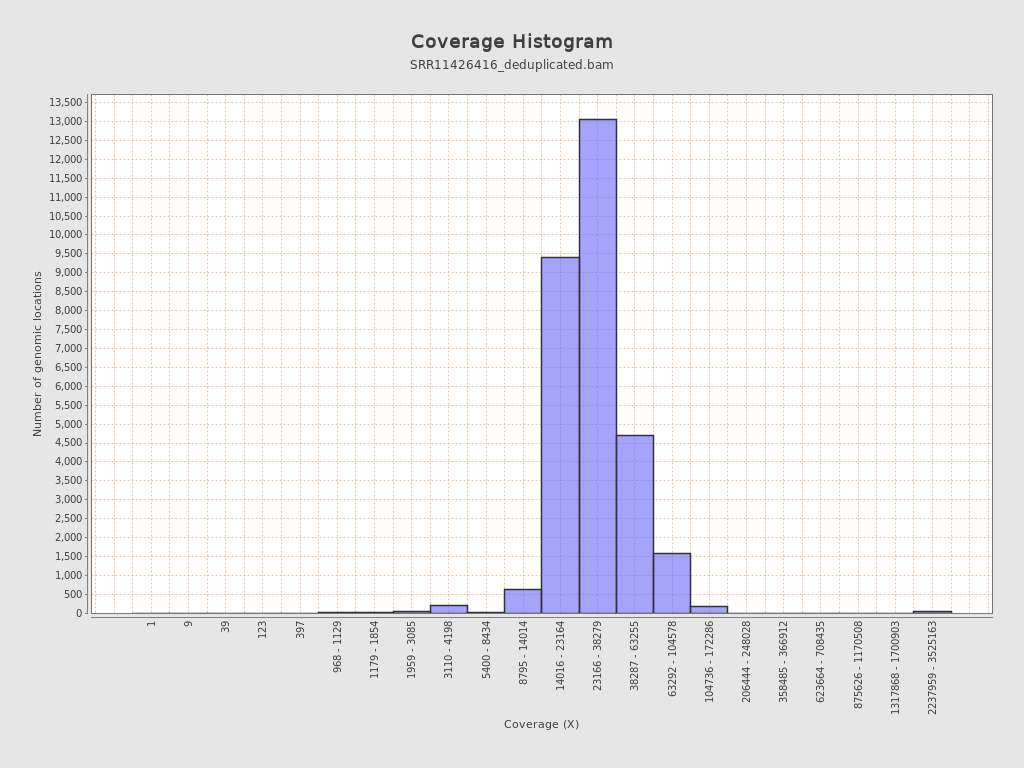 Coverage Histogram
SRR11426416_deduplicated.bam
13,500
13,000
12,500
12,000
11,500
11,000
10,500
10,000
9,500
9,000
8,500
8,000
7,500
7,000
6,500
6,000
5,500
5,000
4,500
4,000
3,500
3,000
2,500
2,000
1,500
1,000
500
0
Number of genomic locations
1
9
39
123
397
968 - 1129
1179 - 1854
1959 - 3085
3110 - 4198
5400 - 8434
8795 - 14014
14016 - 23164
23166 - 38279
38287 - 63255
63292 - 104578
104736 - 172286
206444 - 248028
358485 - 366912
623664 - 708435
875626 - 1170508
1317868 - 1700903
2237959 - 3525163
Coverage (X)